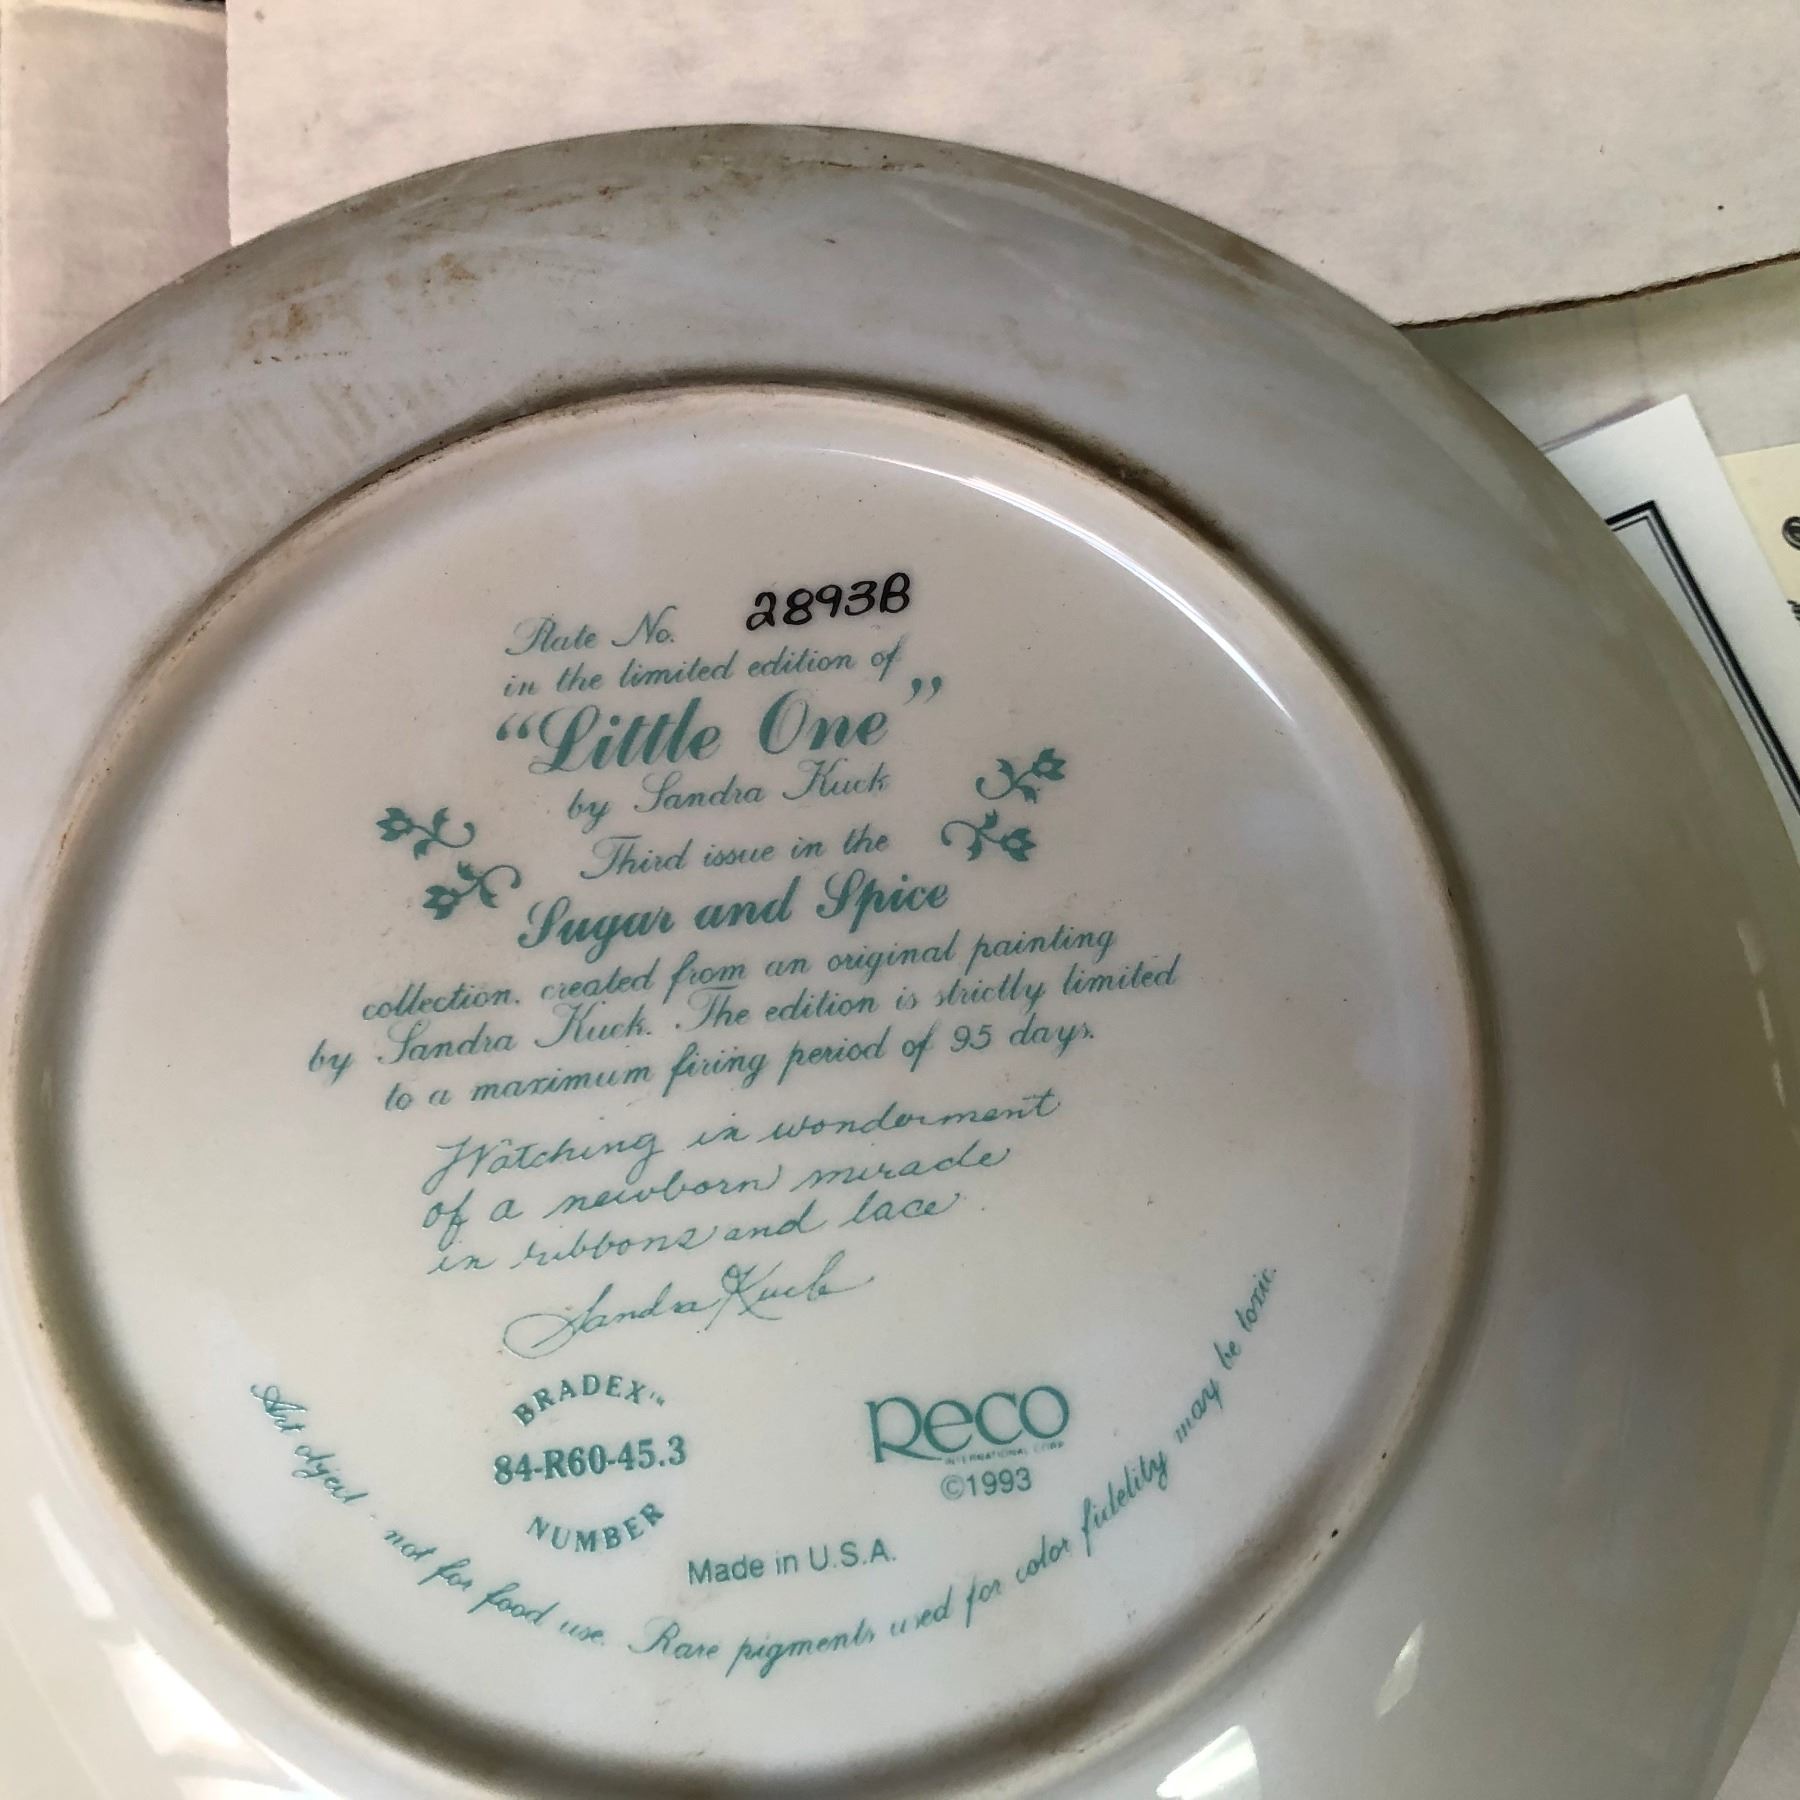 Plate No. 2893B
in the limited edition of
“Little One”
by Sandra Kuck
Third issue in the
Sugar and Spice
collection, created from an original painting
by Sandra Kuck. The edition is strictly limited
to a maximum firing period of 95 days.
Watching in wonderment
of a newborn miracle
in ribbons and lace.
Sandra Kuck
BRADEX™
84-R60-45.3
NUMBER
Reco
INTERNATIONAL CORP.
©1993
Made in U.S.A.
Art object - not for food use. Rare pigments used for color fidelity may be toxic.